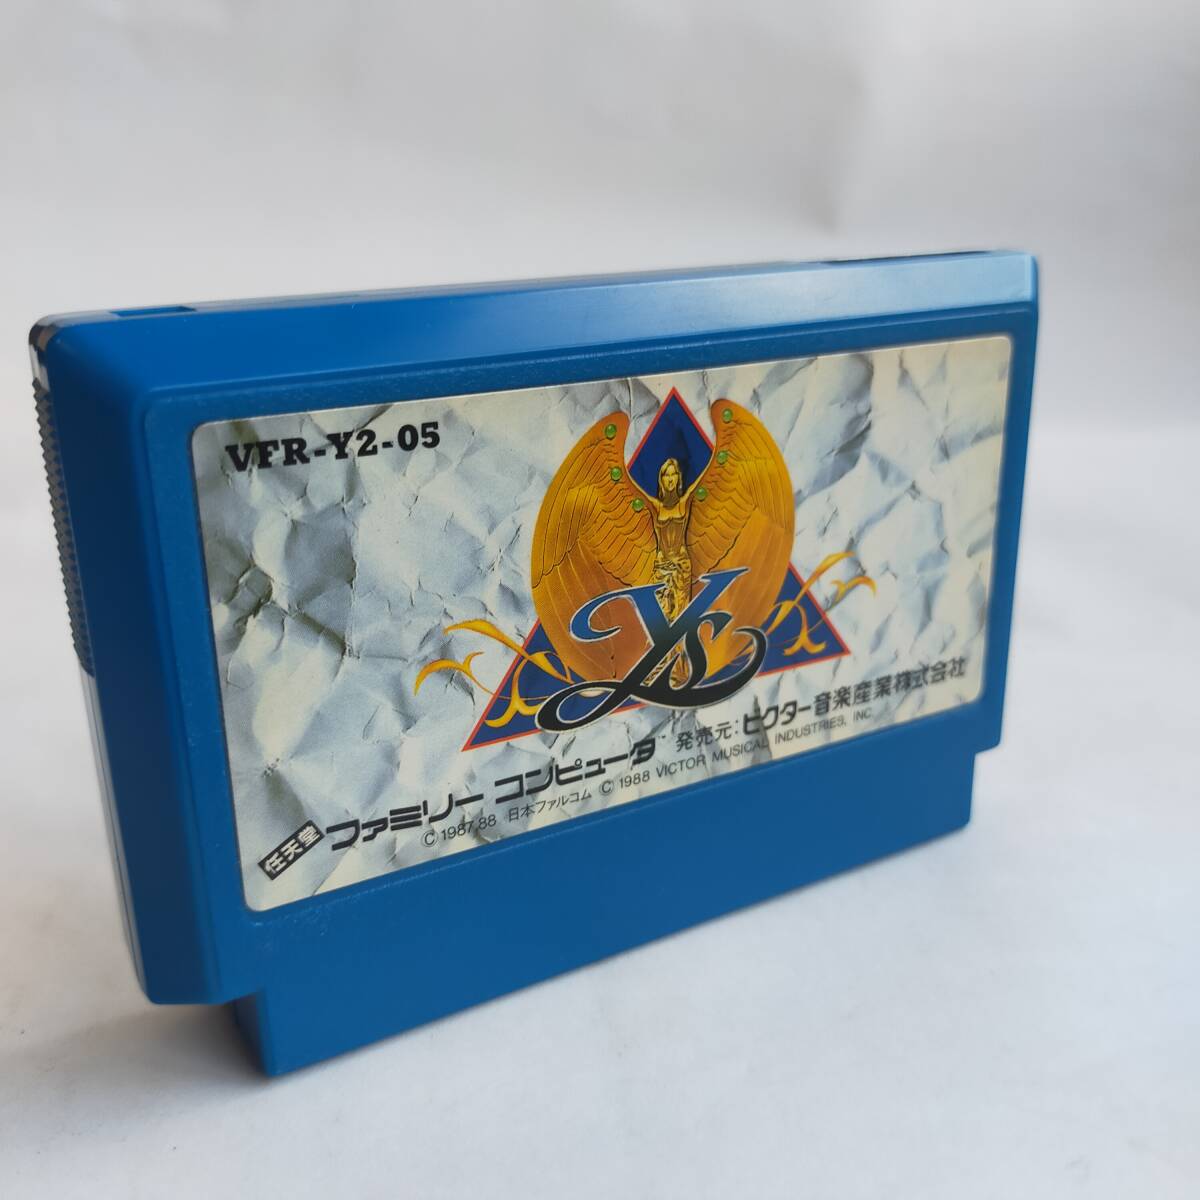 VFR-Y2-05
Ys
任天堂 ファミリー コンピュータ 発売元:ビクター音楽産業株式会社
© 1987,88 日本ファルコム © 1988 VICTOR MUSICAL INDUSTRIES, INC.